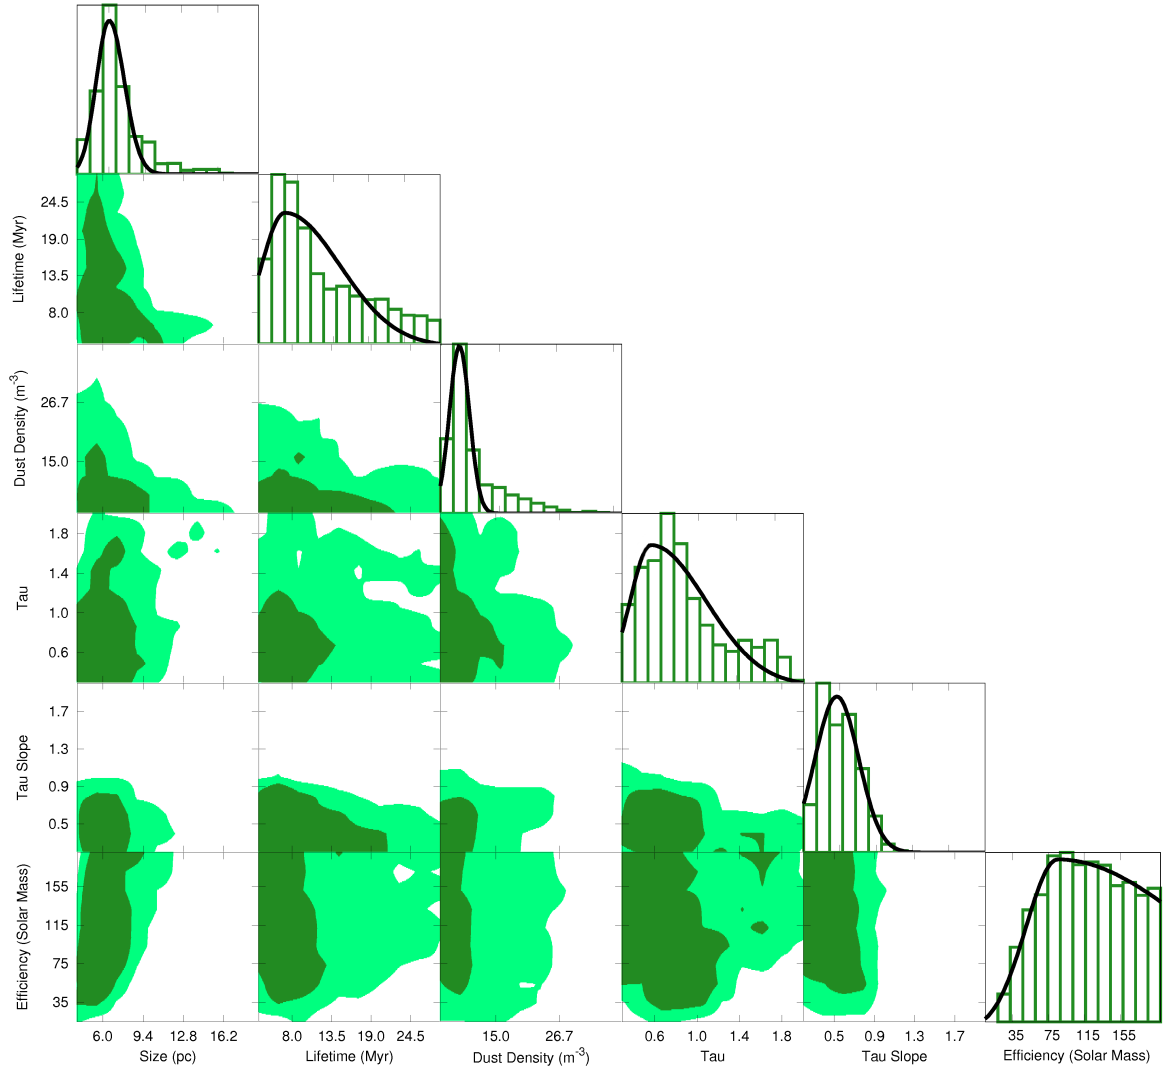 24.5
19.0
13.5
8.0
Lifetime (Myr)
26.7
15.0
Dust Density (m-3)
1.8
1.4
1.0
0.6
Tau
1.7
1.3
0.9
0.5
Tau Slope
155
115
75
35
Efficiency (Solar Mass)
6.0 9.4 12.8 16.2
8.0 13.5 19.0 24.5
15.0 26.7
0.6 1.0 1.4 1.8
0.5 0.9 1.3 1.7
35 75 115 155
Size (pc)
Lifetime (Myr)
Dust Density (m-3)
Tau
Tau Slope
Efficiency (Solar Mass)